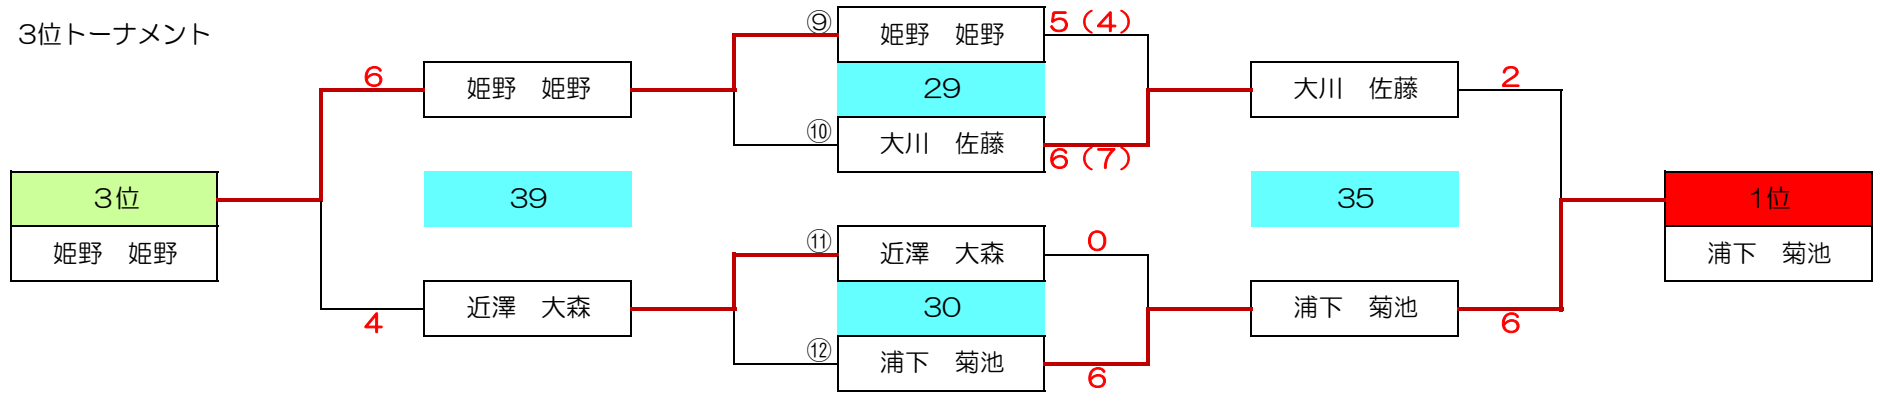 3位トーナメント
⑨
姫野　姫野
5（4）
6
姫野　姫野
29
大川　佐藤
2
⑩
大川　佐藤
6（7）
3位
39
35
1位
姫野　姫野
⑪
近澤　大森
0
浦下　菊池
近澤　大森
30
浦下　菊池
4
6
⑫
浦下　菊池
6